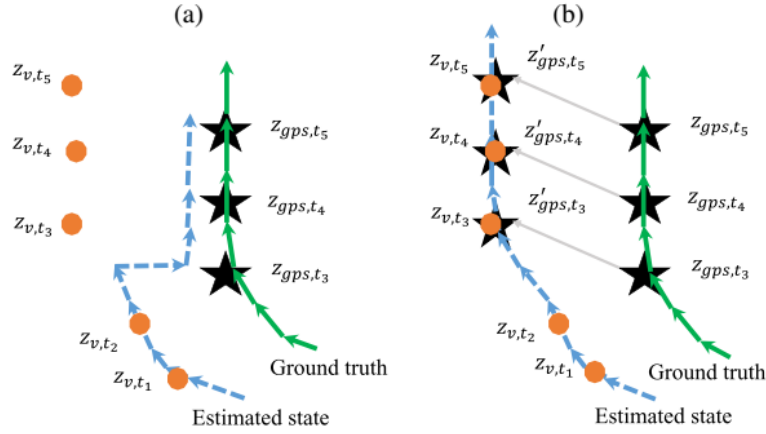 (a)
z_{v,t_5}
z_{v,t_4}
z_{v,t_3}
z_{gps,t_5}
z_{gps,t_4}
z_{gps,t_3}
z_{v,t_2}
z_{v,t_1}
Ground truth
Estimated state
(b)
z_{v,t_5}
z'_{gps,t_5}
z_{v,t_4}
z'_{gps,t_4}
z_{v,t_3}
z'_{gps,t_3}
z_{gps,t_5}
z_{gps,t_4}
z_{gps,t_3}
z_{v,t_2}
z_{v,t_1}
Ground truth
Estimated state